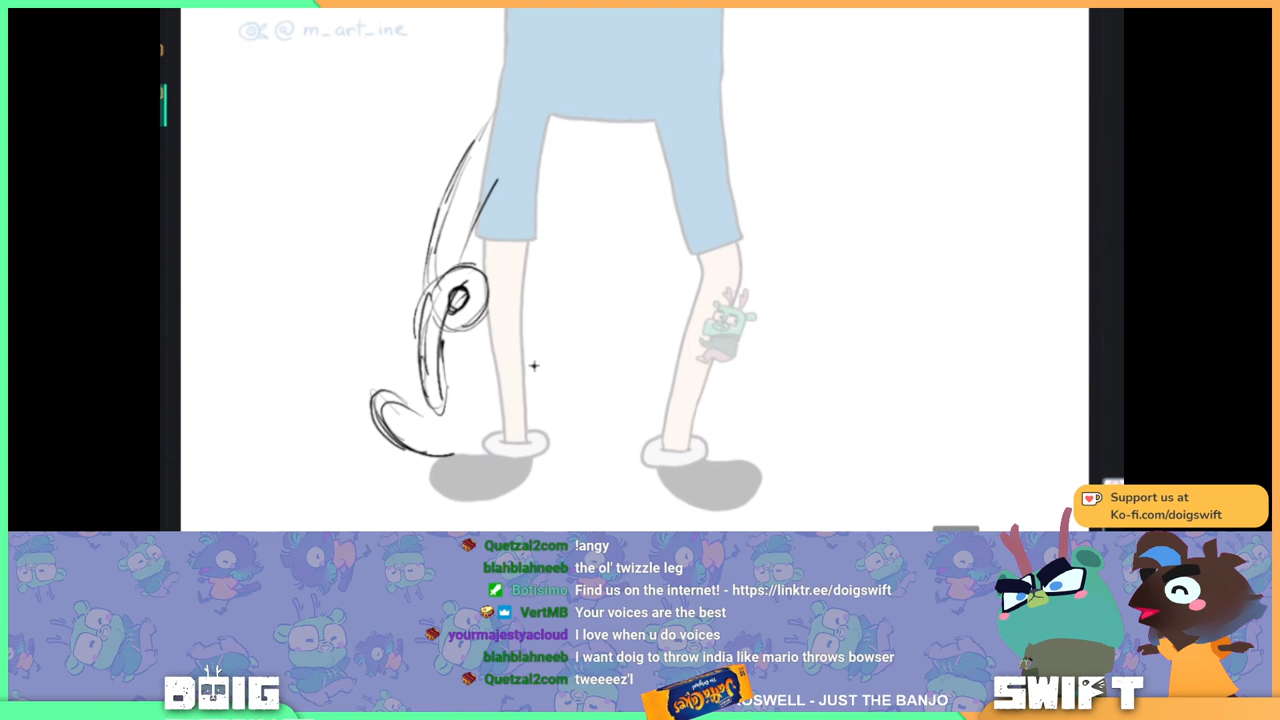 @ m_art_ine
Support us at
Ko-fi.com/doigswift
Quetzal2com !angy
blahblahneeb the ol' twizzle leg
Botisimo Find us on the internet! - https://linktr.ee/doigswift
VertMB Your voices are the best
yourmajestyacloud I love when u do voices
blahblahneeb I want doig to throw india like mario throws bowser
Quetzal2com tweeeez'l
Jaffa Cakes
OSWELL - JUST THE BANJO
DOIG
SWIFT